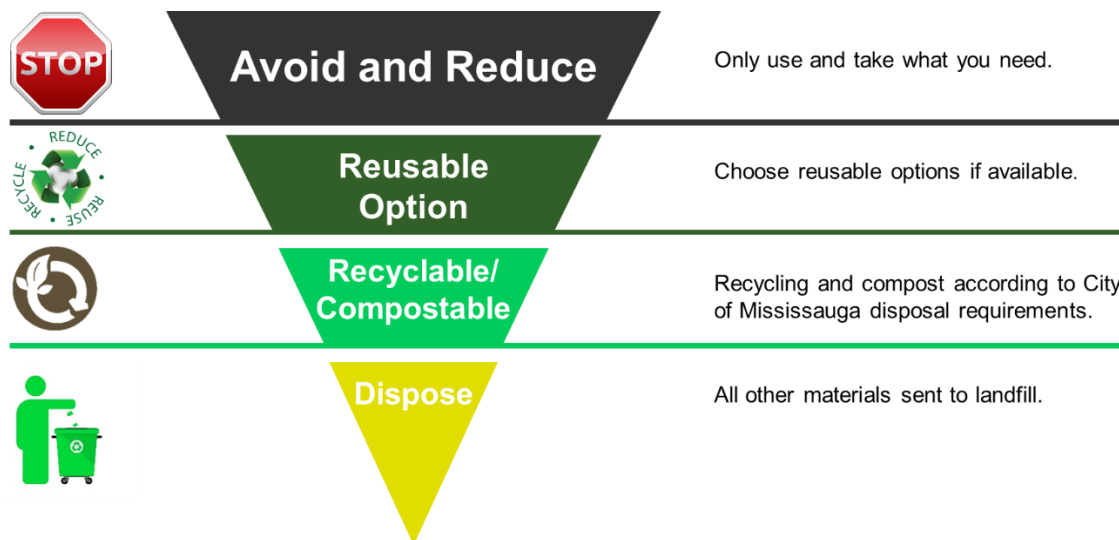 STOP
Avoid and Reduce
Only use and take what you need.
REDUCE • REUSE • RECYCLE •
Reusable
Option
Choose reusable options if available.
Recyclable/
Compostable
Recycling and compost according to City
of Mississauga disposal requirements.
Dispose
All other materials sent to landfill.